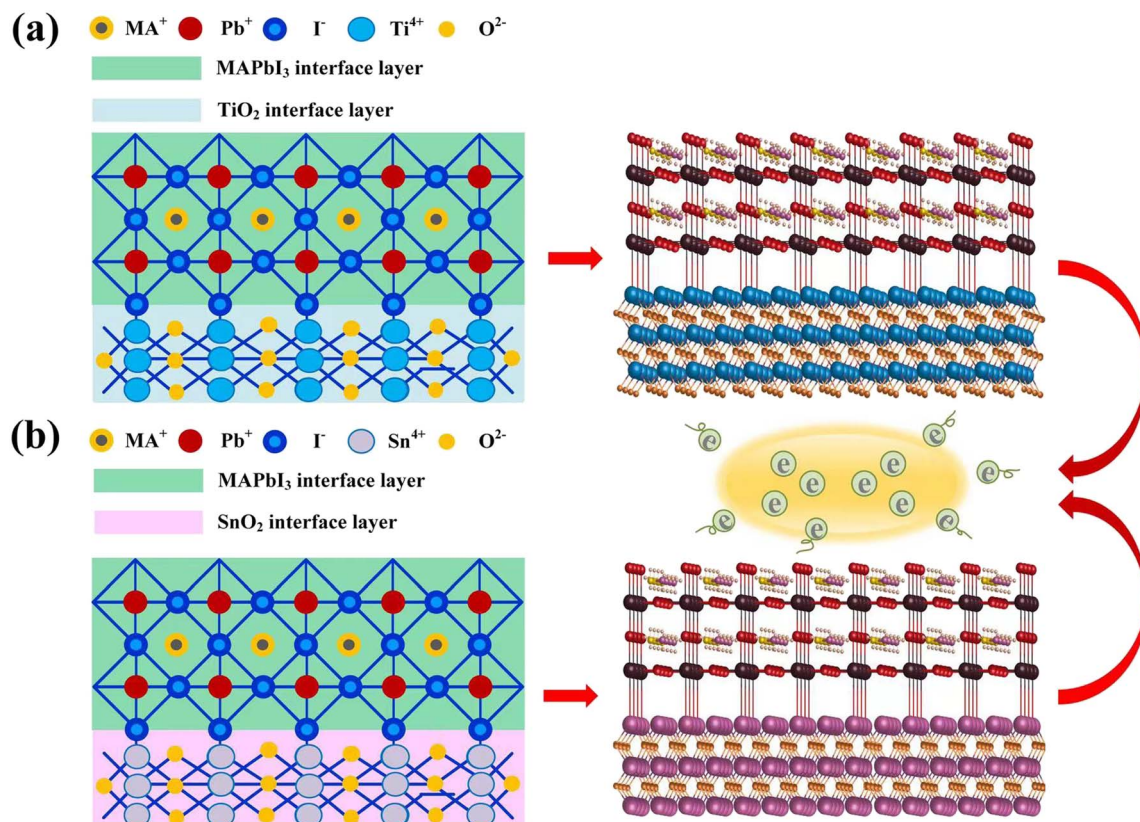 (a) MA⁺ Pb⁺ I⁻ Ti⁴⁺ O²⁻
MAPbI₃ interface layer
TiO₂ interface layer
(b) MA⁺ Pb⁺ I⁻ Sn⁴⁺ O²⁻
MAPbI₃ interface layer
SnO₂ interface layer
e e
e e e
e e e e
e e
e e
e